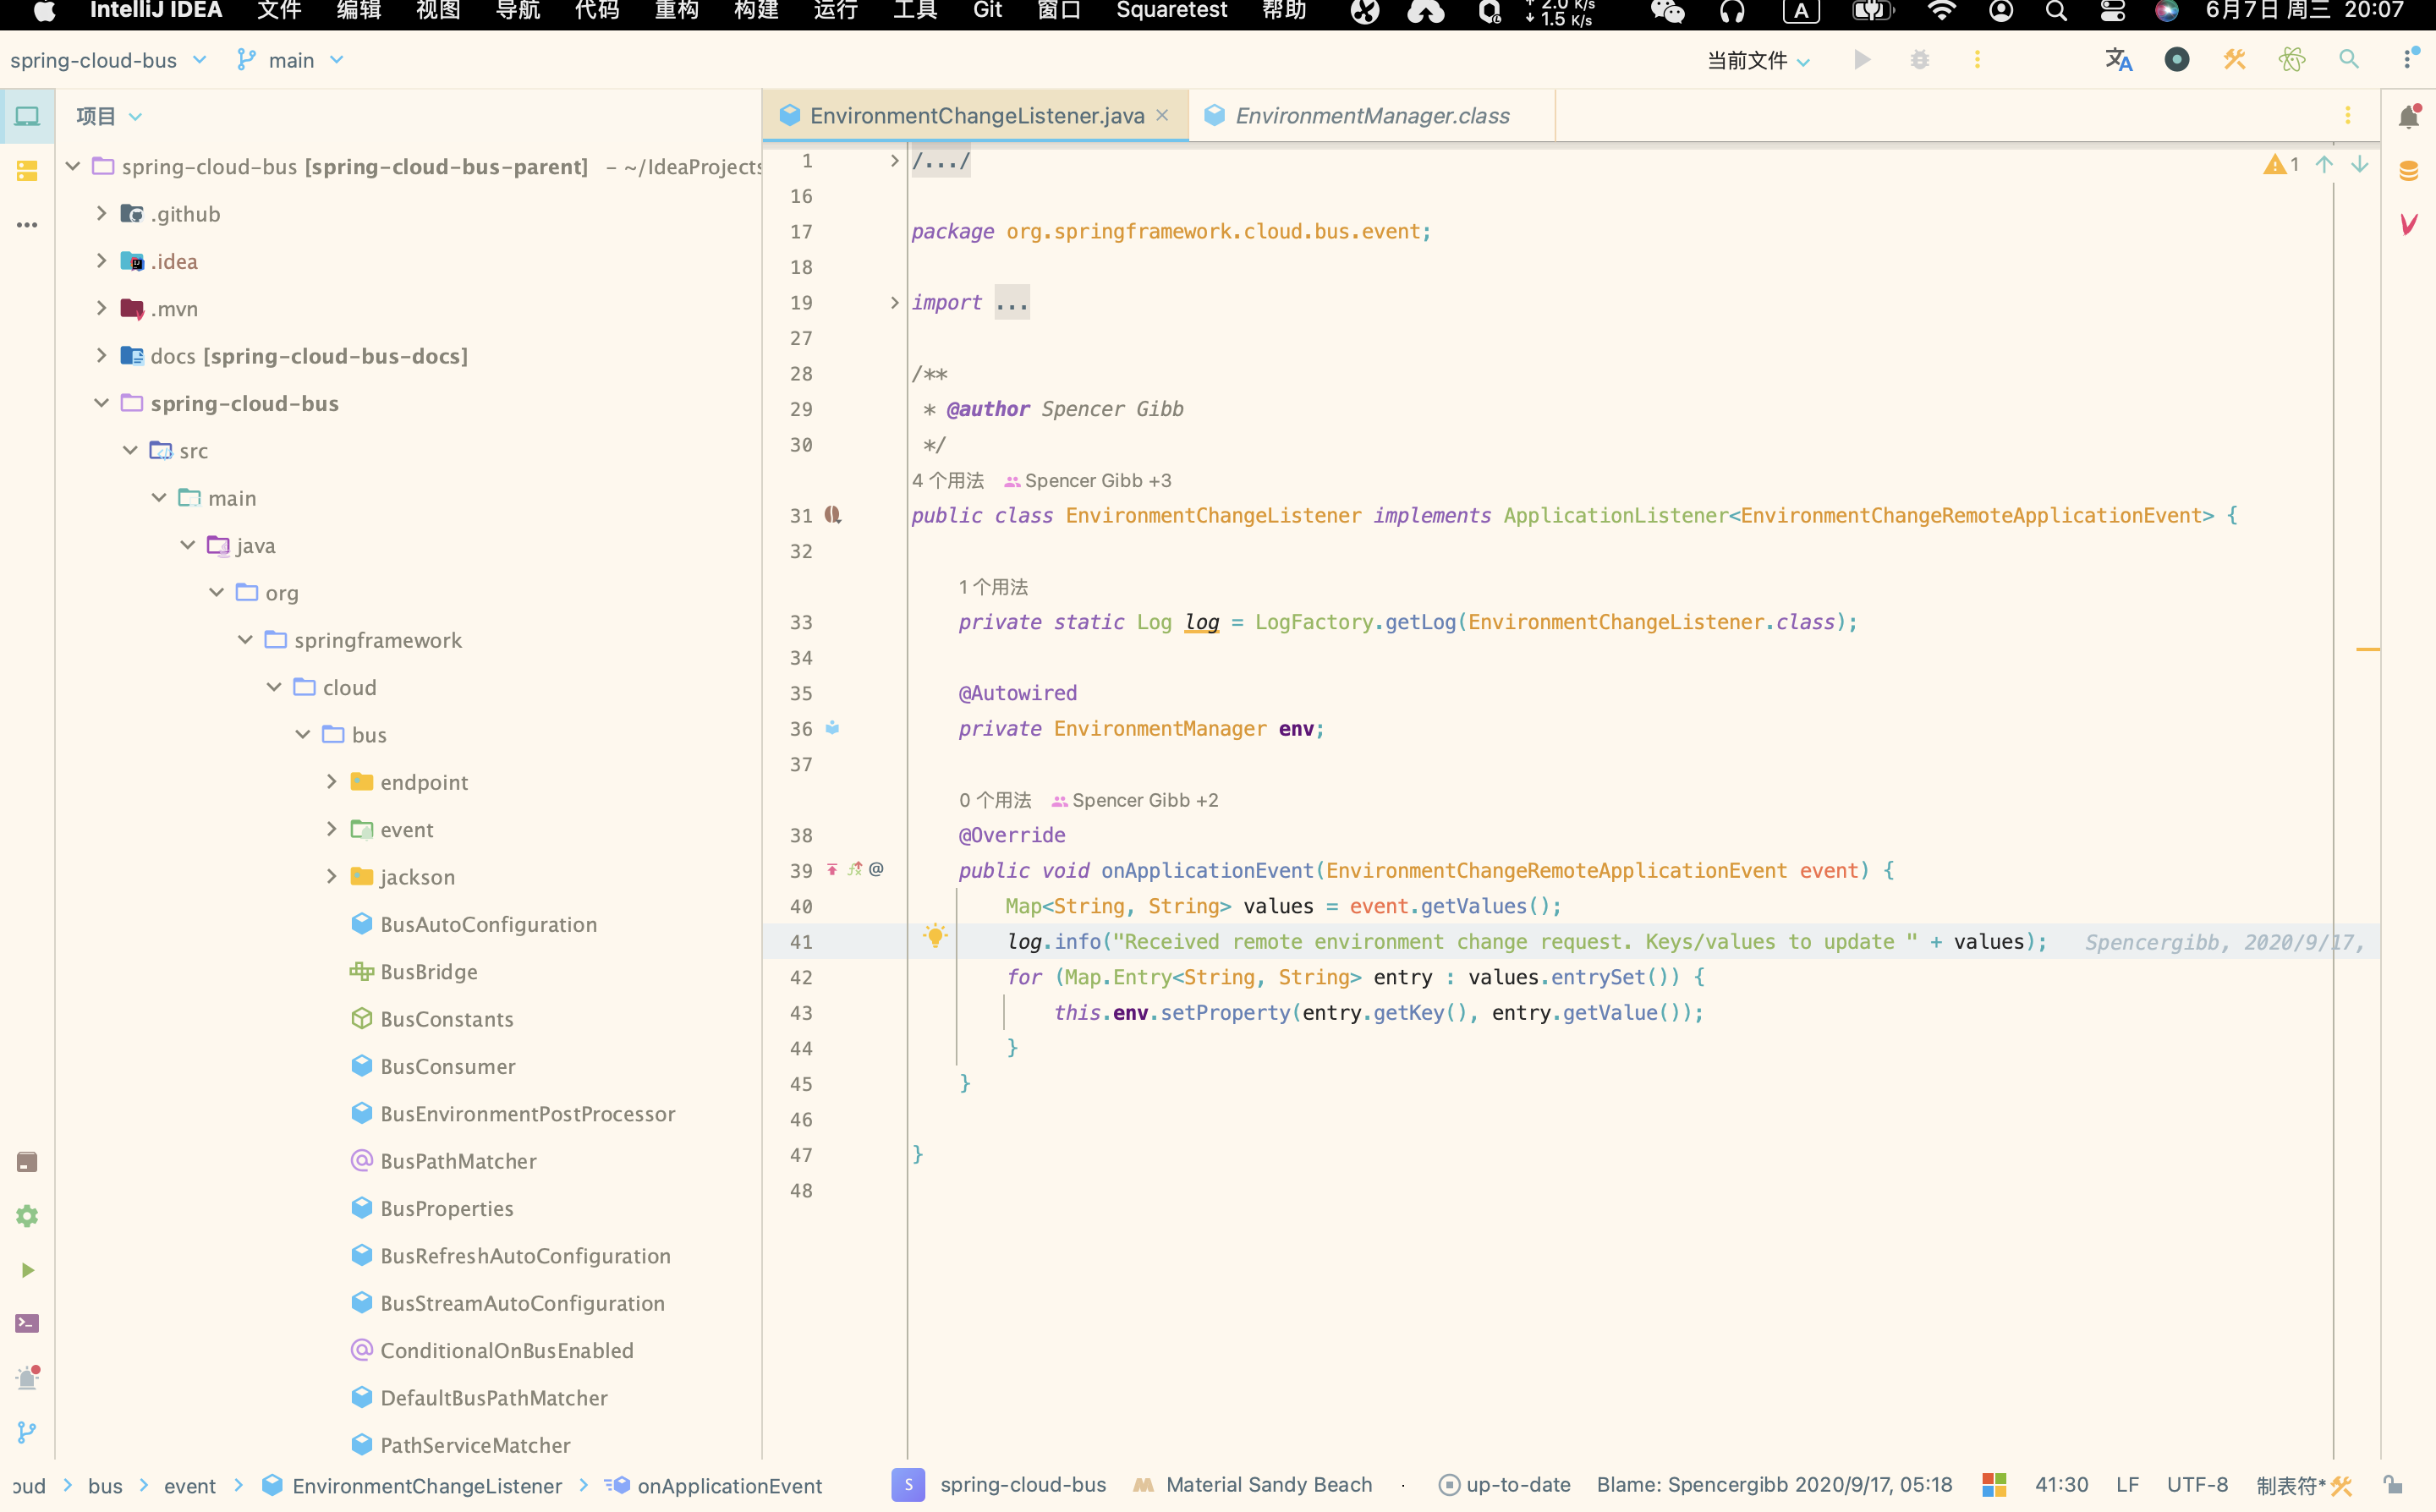 IntelliJ IDEA 文件 编辑 视图 导航 代码 重构 构建 运行 工具 Git 窗口 Squaretest 帮助 2.0 K/s 1.5 K/s A 6月7日 周三 20:07
spring-cloud-bus main 当前文件
项目
EnvironmentChangeListener.java EnvironmentManager.class
spring-cloud-bus [spring-cloud-bus-parent] – ~/IdeaProjects
.github
.idea
.mvn
docs [spring-cloud-bus-docs]
spring-cloud-bus
src
main
java
org
springframework
cloud
bus
endpoint
event
jackson
BusAutoConfiguration
BusBridge
BusConstants
BusConsumer
BusEnvironmentPostProcessor
BusPathMatcher
BusProperties
BusRefreshAutoConfiguration
BusStreamAutoConfiguration
ConditionalOnBusEnabled
DefaultBusPathMatcher
PathServiceMatcher
1 /.../
16
17 package org.springframework.cloud.bus.event;
18
19 import ...
27
28 /**
29 * @author Spencer Gibb
30 */
4 个用法 Spencer Gibb +3
31 public class EnvironmentChangeListener implements ApplicationListener<EnvironmentChangeRemoteApplicationEvent> {
32
1 个用法
33 private static Log log = LogFactory.getLog(EnvironmentChangeListener.class);
34
35 @Autowired
36 private EnvironmentManager env;
37
0 个用法 Spencer Gibb +2
38 @Override
39 public void onApplicationEvent(EnvironmentChangeRemoteApplicationEvent event) {
40 Map<String, String> values = event.getValues();
41 log.info("Received remote environment change request. Keys/values to update " + values); Spencergibb, 2020/9/17,
42 for (Map.Entry<String, String> entry : values.entrySet()) {
43 this.env.setProperty(entry.getKey(), entry.getValue());
44 }
45 }
46
47 }
48
1
oud bus event EnvironmentChangeListener onApplicationEvent S spring-cloud-bus Material Sandy Beach · up-to-date Blame: Spencergibb 2020/9/17, 05:18 41:30 LF UTF-8 制表符*